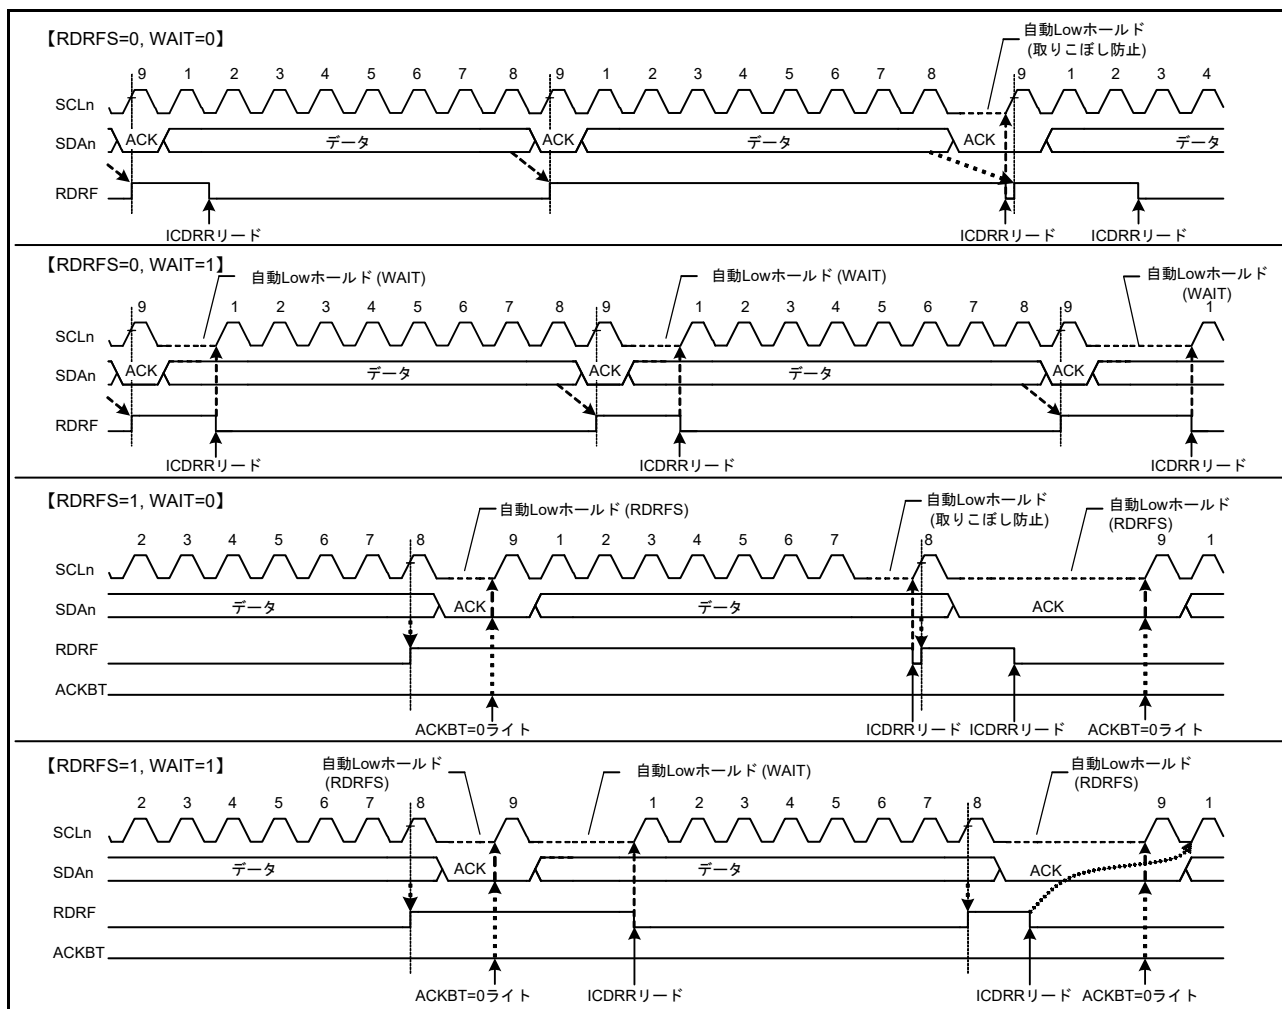 【RDRFS=0, WAIT=0】
自動Lowホールド
(取りこぼし防止)
9 1 2 3 4 5 6 7 8 9 1 2 3 4 5 6 7 8 9 1 2 3 4
SCLn
SDAn ACK データ ACK データ ACK データ
RDRF
ICDRRリード ICDRRリード ICDRRリード
【RDRFS=0, WAIT=1】
自動Lowホールド (WAIT) 自動Lowホールド (WAIT) 自動Lowホールド
(WAIT)
9 1 2 3 4 5 6 7 8 9 1 2 3 4 5 6 7 8 9 1
SCLn
SDAn ACK データ ACK データ ACK
RDRF
ICDRRリード ICDRRリード ICDRRリード
【RDRFS=1, WAIT=0】
自動Lowホールド (RDRFS) 自動Lowホールド 自動Lowホールド
(取りこぼし防止) (RDRFS)
2 3 4 5 6 7 8 9 1 2 3 4 5 6 7 8 9 1
SCLn
SDAn データ ACK データ ACK
RDRF
ACKBT
ACKBT=0ライト ICDRRリード ICDRRリード ACKBT=0ライト
【RDRFS=1, WAIT=1】
自動Lowホールド 自動Lowホールド (WAIT) 自動Lowホールド
(RDRFS) (RDRFS)
2 3 4 5 6 7 8 9 1 2 3 4 5 6 7 8 9 1
SCLn
SDAn データ ACK データ ACK
RDRF
ACKBT
ACKBT=0ライト ICDRRリード ICDRRリード ACKBT=0ライト